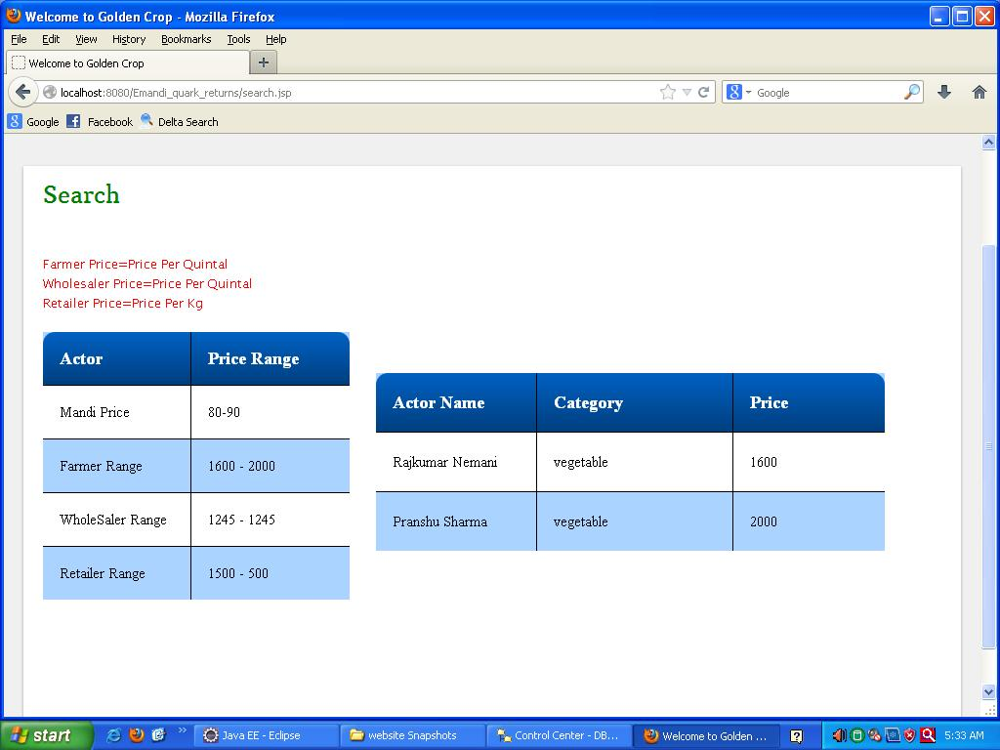 Welcome to Golden Crop - Mozilla Firefox
File Edit View History Bookmarks Tools Help
Welcome to Golden Crop
localhost:8080/Emandi_quark_returns/search.jsp
Google
Google Facebook Delta Search
Search
Farmer Price=Price Per Quintal
Wholesaler Price=Price Per Quintal
Retailer Price=Price Per Kg
Actor Price Range
Mandi Price 80-90
Farmer Range 1600 - 2000
WholeSaler Range 1245 - 1245
Retailer Range 1500 - 500
Actor Name Category Price
Rajkumar Nemani vegetable 1600
Pranshu Sharma vegetable 2000
start Java EE - Eclipse website Snapshots Control Center - DB... Welcome to Golden ... 5:33 AM